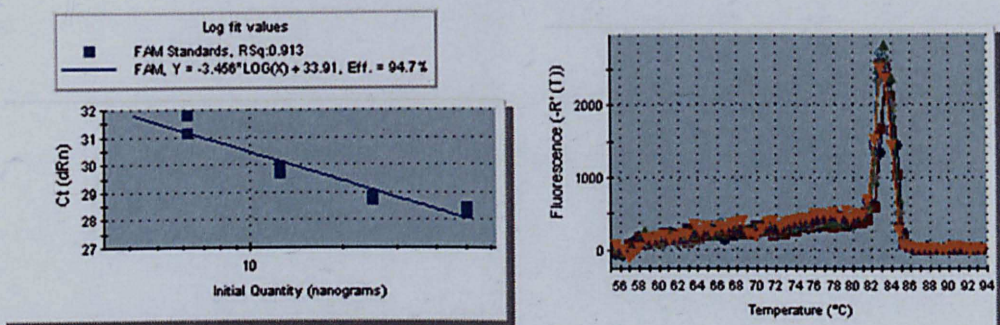 Log fit values
FAM Standards, RSq:0.913
FAM, Y = -3.456*LOG(X) + 33.91, Eff. = 94.7%
32
31
30
29
28
27
Ct (dRn)
10
Initial Quantity (nanograms)
2000
1000
0
Fluorescence (-R' (T))
56 58 60 62 64 66 68 70 72 74 76 78 80 82 84 86 88 90 92 94
Temperature (°C)